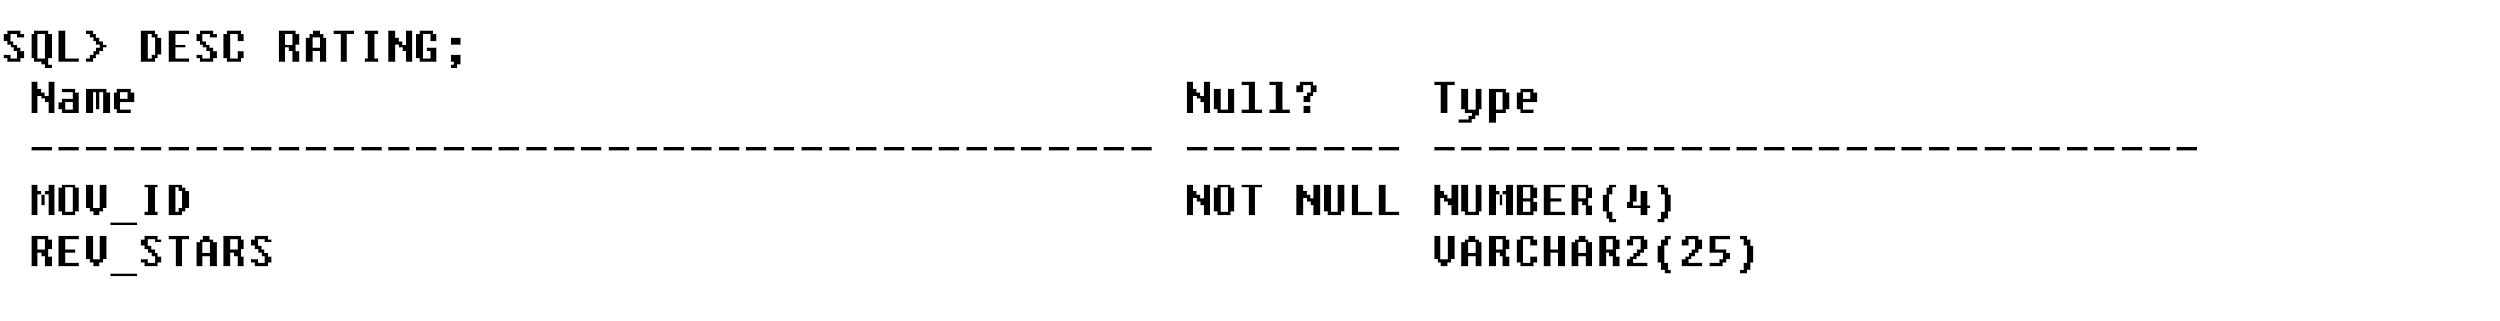 SQL> DESC RATING;
 Name                                      Null?    Type
 ----------------------------------------- -------- ----------------------------
 MOV_ID                                    NOT NULL NUMBER(4)
 REV_STARS                                          VARCHAR2(25)